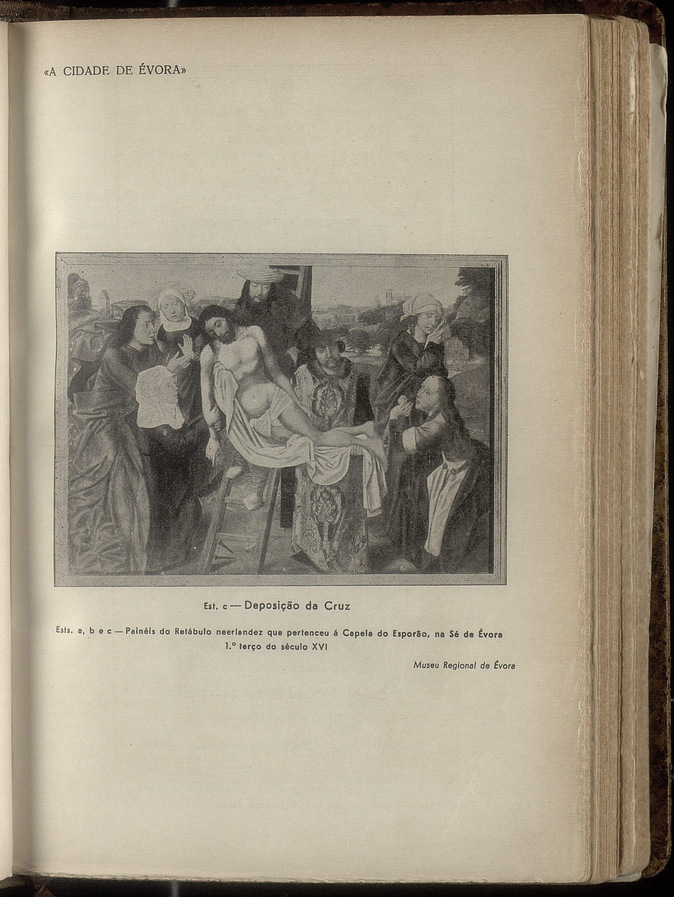 «A CIDADE DE ÉVORA»
Est. c — Deposição da Cruz
Ests. a, b e c — Painéis do Retábulo neerlandez que pertenceu á Capela do Esporão, na Sé de Évora
1.º terço do século XVI
Museu Regional de Évora